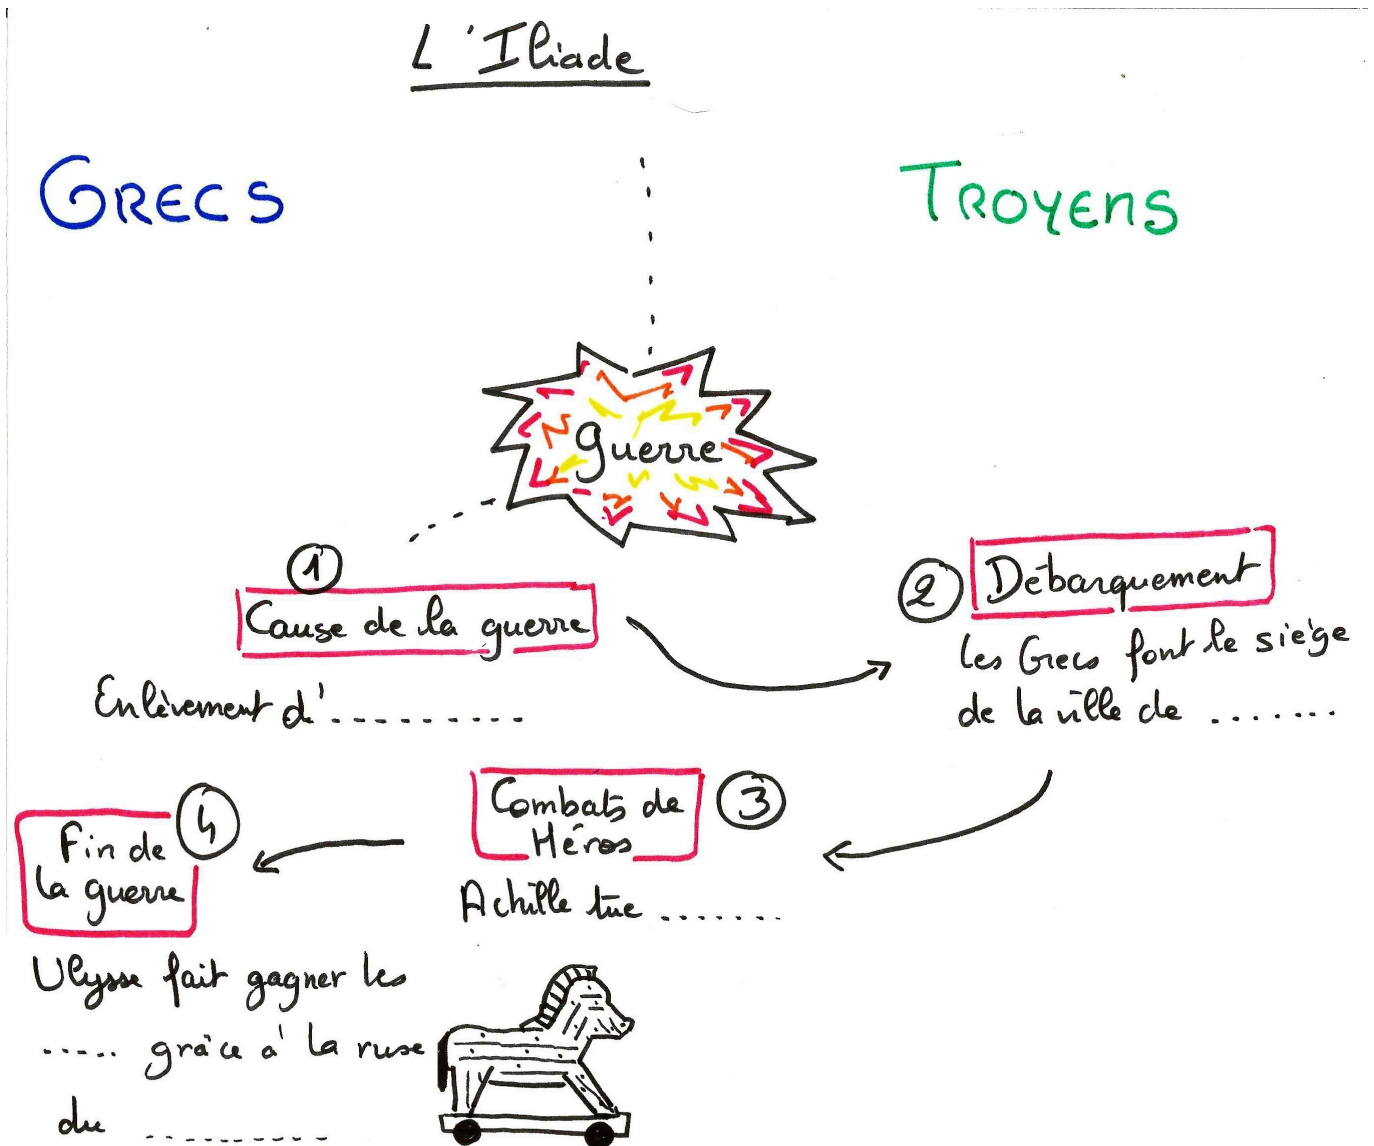 L'Iliade
GRECS
TROYENS
guerre
1
Cause de la guerre
Enlèvement d'.........
2
Débarquement
les Grecs font le siège
de la ville de .......
3
Combats de
Héros
Achille tue .......
4
Fin de
la guerre
Ulysse fait gagner les
..... grâce à la ruse
du ..........